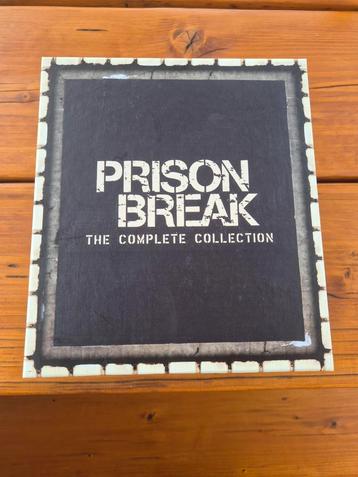 PRISON
BREAK
THE COMPLETE COLLECTION